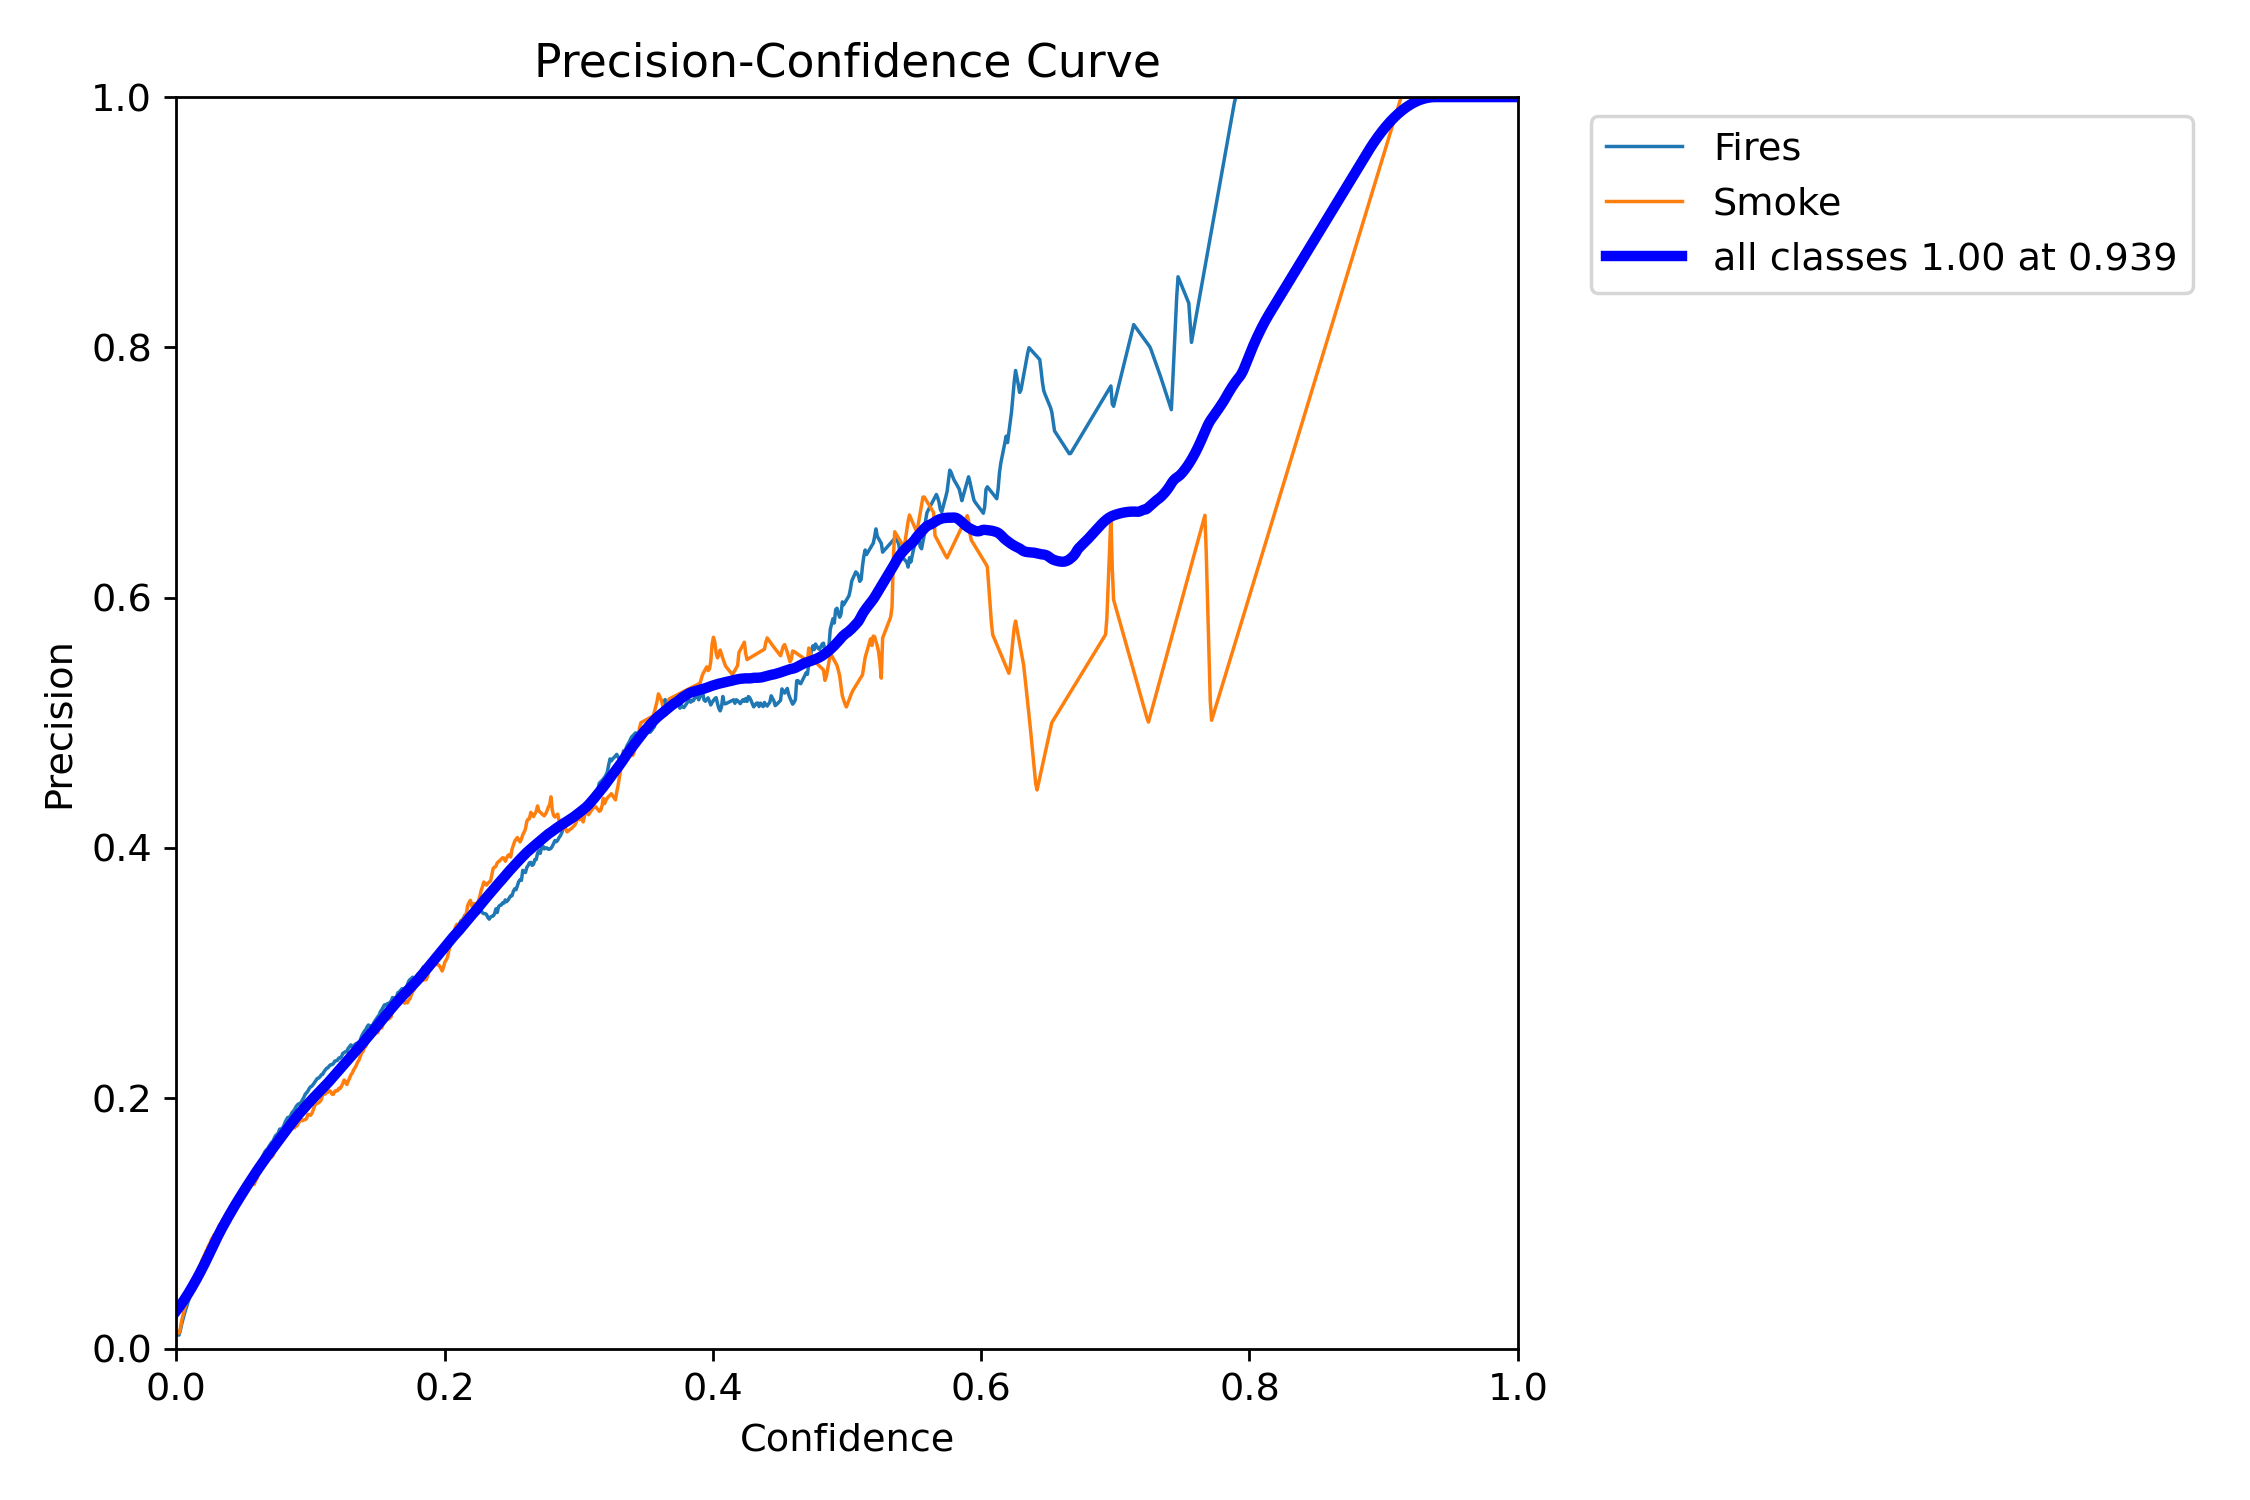 Precision-Confidence Curve
1.0
0.8
0.6
0.4
0.2
0.0
Precision
0.0 0.2 0.4 0.6 0.8 1.0
Confidence
Fires
Smoke
all classes 1.00 at 0.939